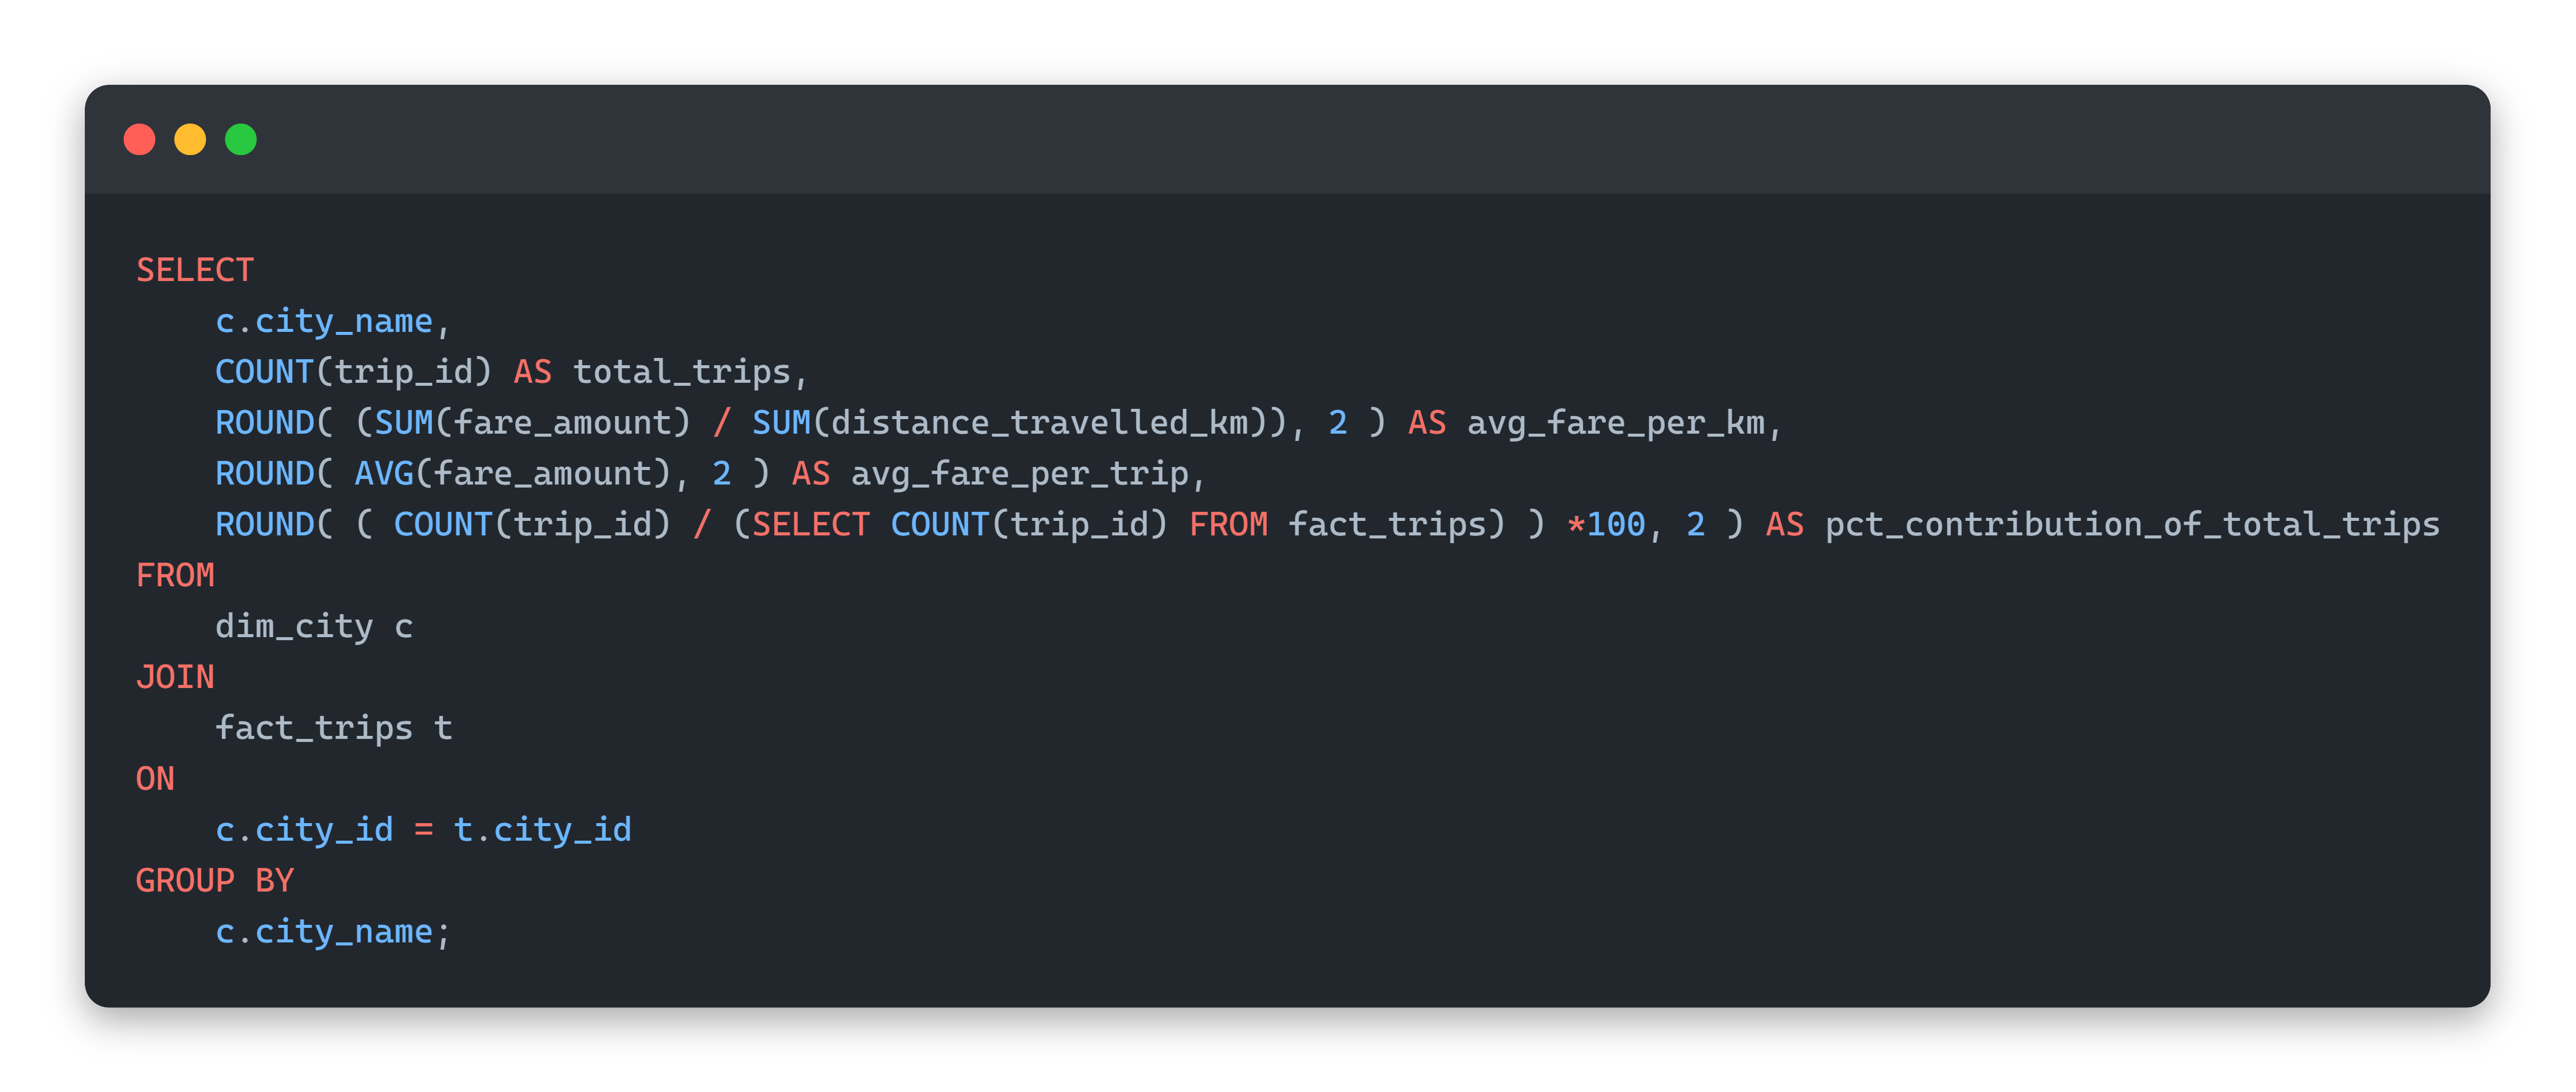 SELECT
    c.city_name,
    COUNT(trip_id) AS total_trips,
    ROUND( (SUM(fare_amount) / SUM(distance_travelled_km)), 2 ) AS avg_fare_per_km,
    ROUND( AVG(fare_amount), 2 ) AS avg_fare_per_trip,
    ROUND( ( COUNT(trip_id) / (SELECT COUNT(trip_id) FROM fact_trips) ) *100, 2 ) AS pct_contribution_of_total_trips
FROM
    dim_city c
JOIN
    fact_trips t
ON
    c.city_id = t.city_id
GROUP BY
    c.city_name;